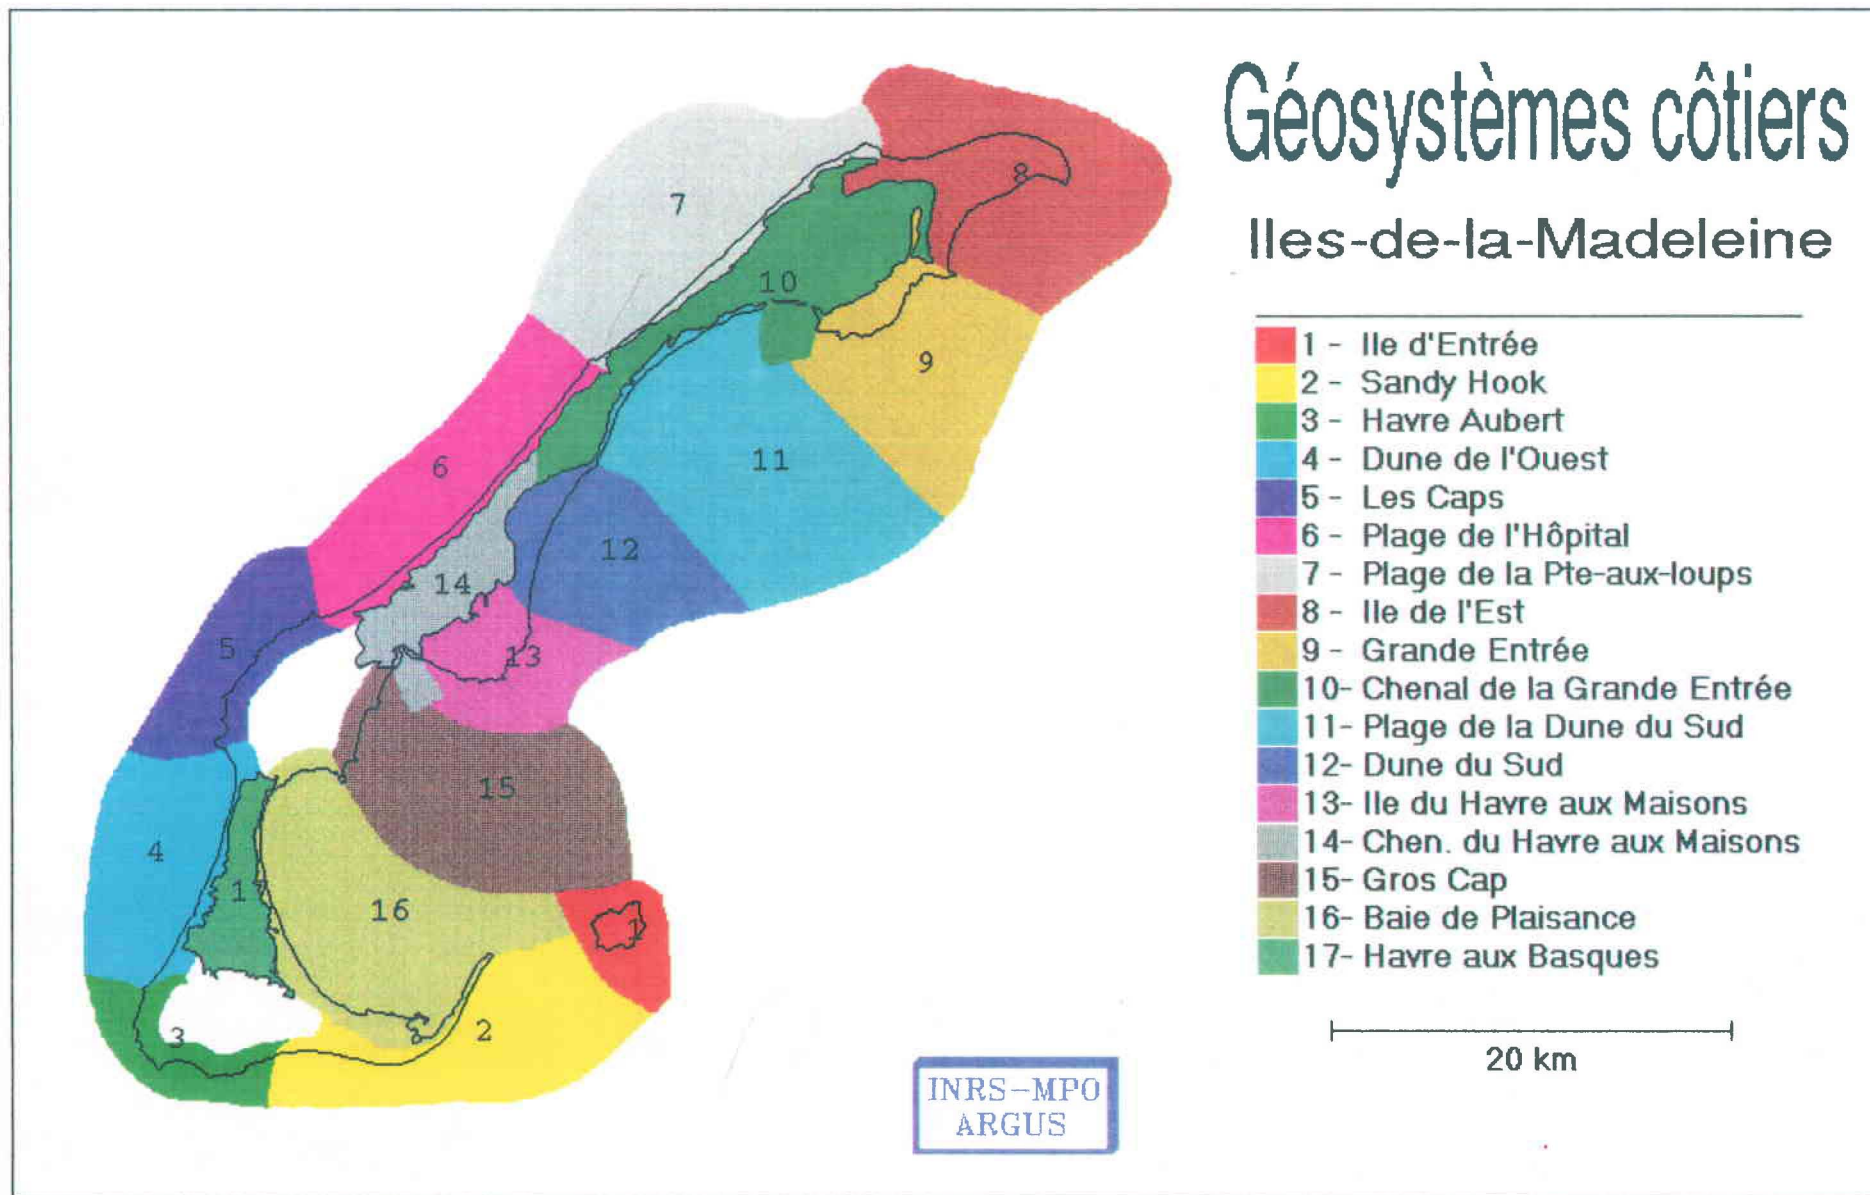 Géosystèmes côtiers
Iles-de-la-Madeleine
1 - Ile d'Entrée
2 - Sandy Hook
3 - Havre Aubert
4 - Dune de l'Ouest
5 - Les Caps
6 - Plage de l'Hôpital
7 - Plage de la Pte-aux-loups
8 - Ile de l'Est
9 - Grande Entrée
10- Chenal de la Grande Entrée
11- Plage de la Dune du Sud
12- Dune du Sud
13- Ile du Havre aux Maisons
14- Chen. du Havre aux Maisons
15- Gros Cap
16- Baie de Plaisance
17- Havre aux Basques
20 km
8
7
10
9
11
6
12
14
5
13
15
4
1
16
1
2
3
INRS-MPO
ARGUS